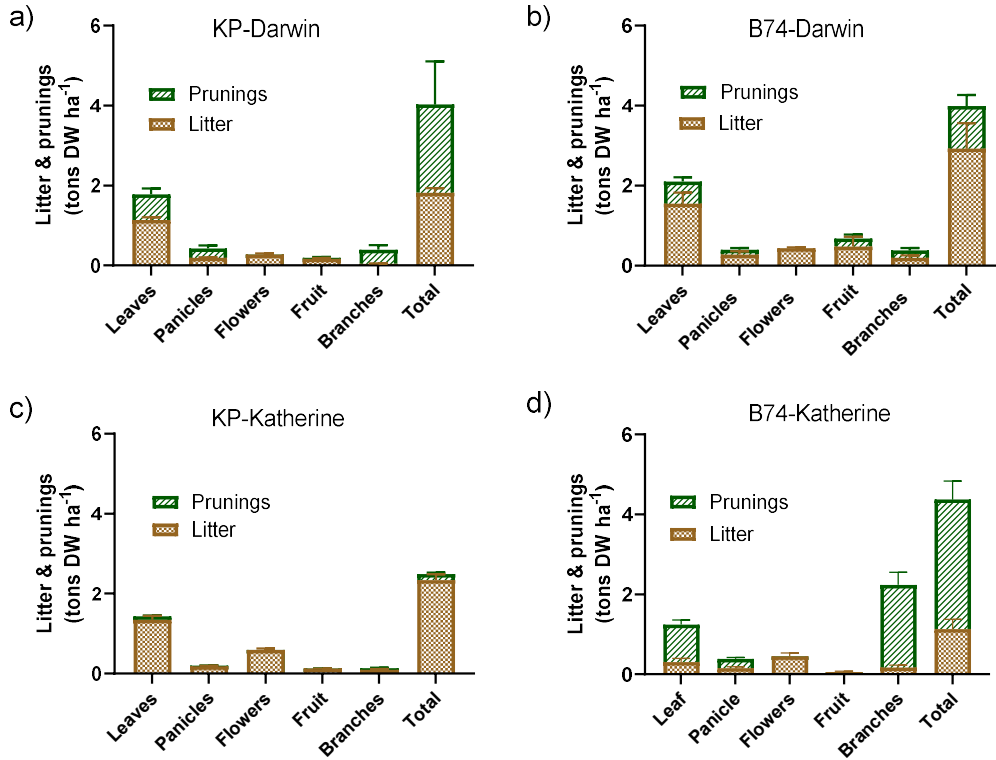 a)
KP-Darwin
Litter & prunings
(tons DW ha-1)
6
4
2
0
Prunings
Litter
Leaves
Panicles
Flowers
Fruit
Branches
Total
b)
B74-Darwin
Litter & prunings
(tons DW ha-1)
6
4
2
0
Prunings
Litter
Leaves
Panicles
Flowers
Fruit
Branches
Total
c)
KP-Katherine
Litter & prunings
(tons DW ha-1)
6
4
2
0
Prunings
Litter
Leaves
Panicles
Flowers
Fruit
Branches
Total
d)
B74-Katherine
Litter & prunings
(tons DW ha-1)
6
4
2
0
Prunings
Litter
Leaf
Panicle
Flowers
Fruit
Branches
Total